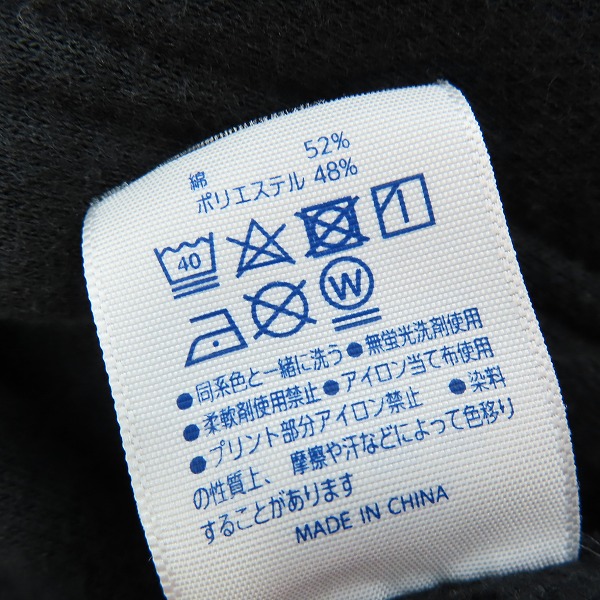 綿 52%
ポリエステル 48%
40
W
●同系色と一緒に洗う●無蛍光洗剤使用
●柔軟剤使用禁止●アイロン当て布使用
●プリント部分アイロン禁止 ●染料
の性質上、摩擦や汗などによって色移り
することがあります
MADE IN CHINA